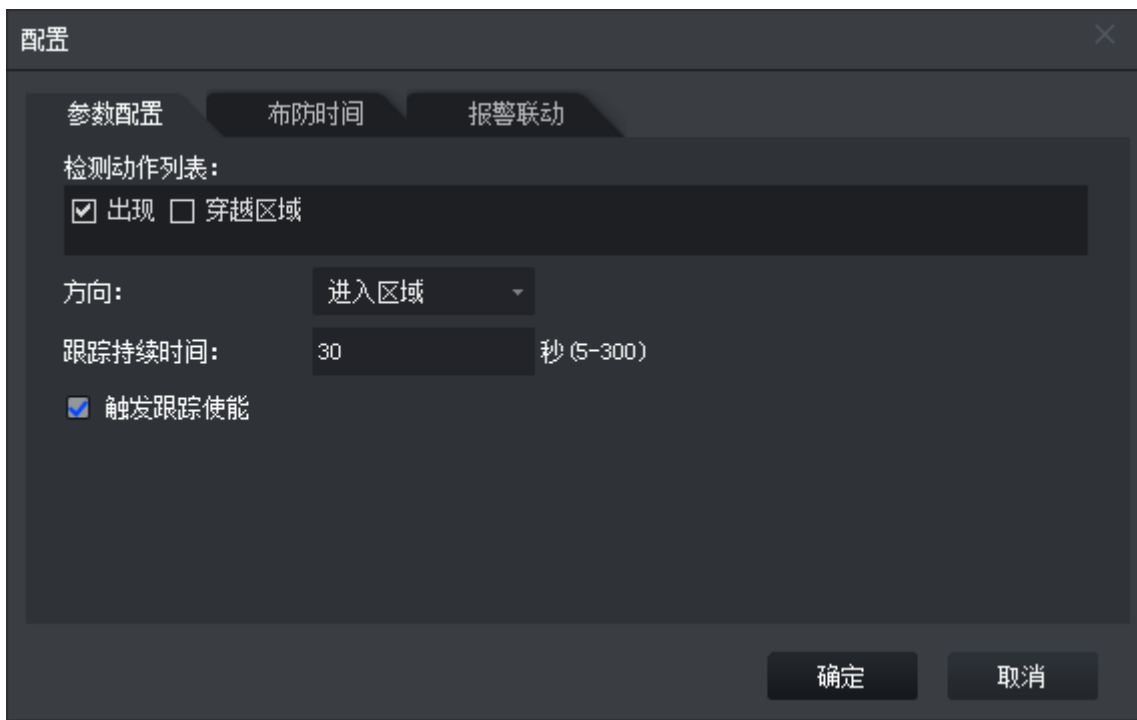 配置
参数配置 布防时间 报警联动
检测动作列表:
出现 穿越区域
方向: 进入区域
跟踪持续时间: 30 秒(5-300)
触发跟踪使能
确定 取消